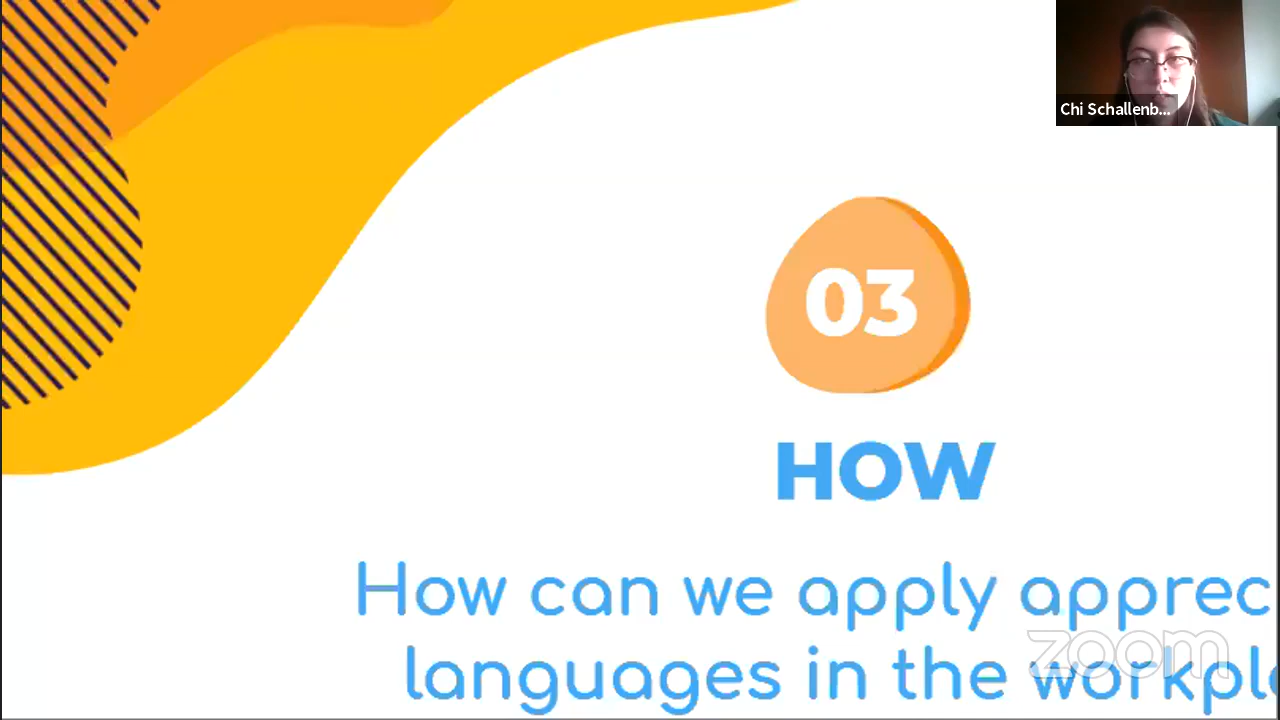 Chi Schallenb...
03
HOW
How can we apply apprec
languages in the workpl
zoom